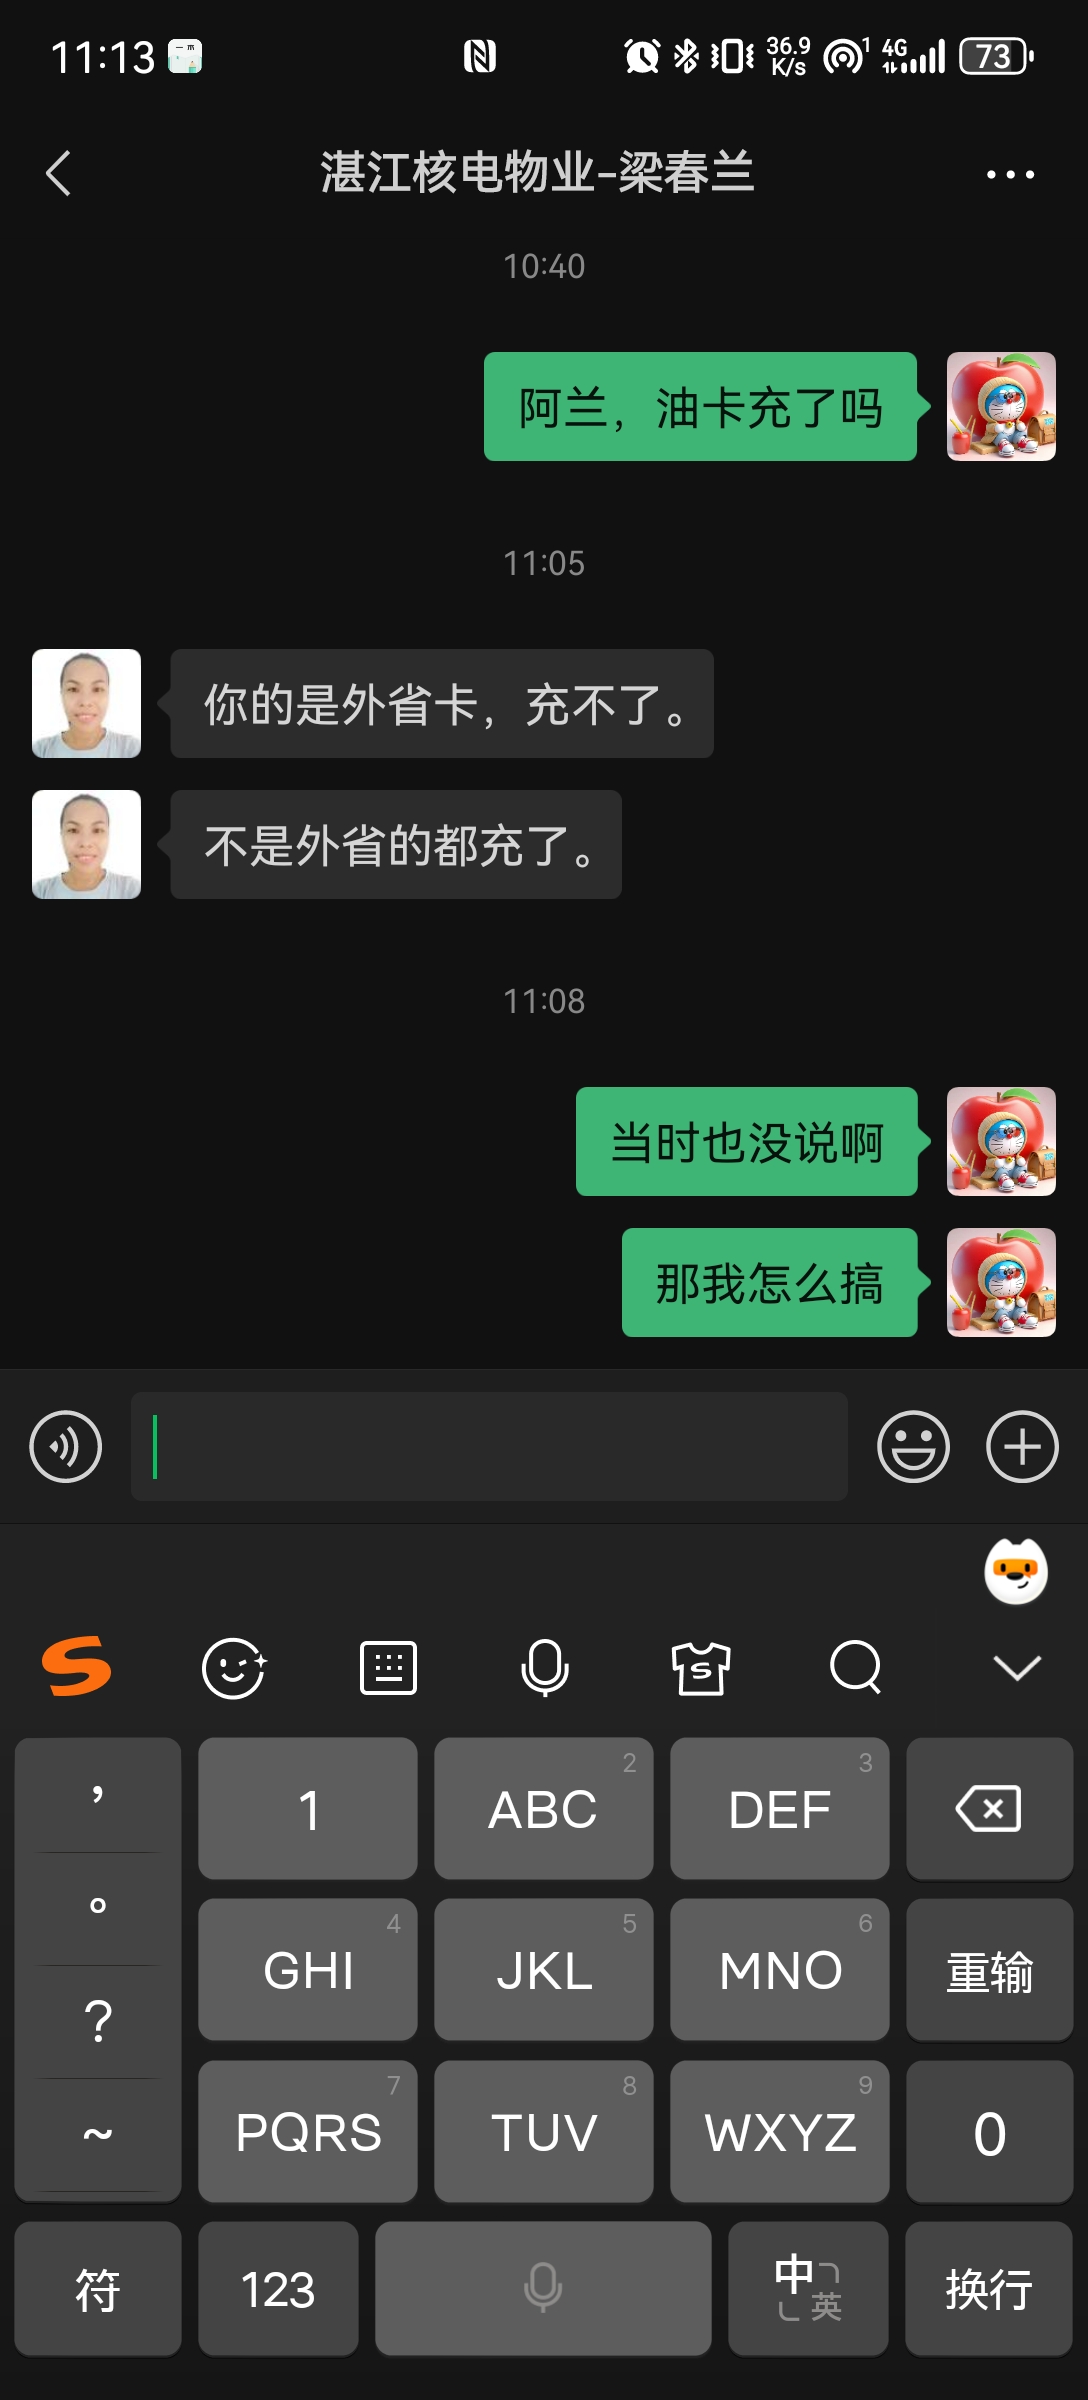 11:13
36.9
K/s
1
4G
73
湛江核电物业-梁春兰
10:40
阿兰，油卡充了吗
11:05
你的是外省卡，充不了。
不是外省的都充了。
11:08
当时也没说啊
那我怎么搞
，
1
2
ABC
3
DEF
。
4
GHI
5
JKL
6
MNO
重输
?
7
PQRS
8
TUV
9
WXYZ
0
~
符
123
中
英
换行